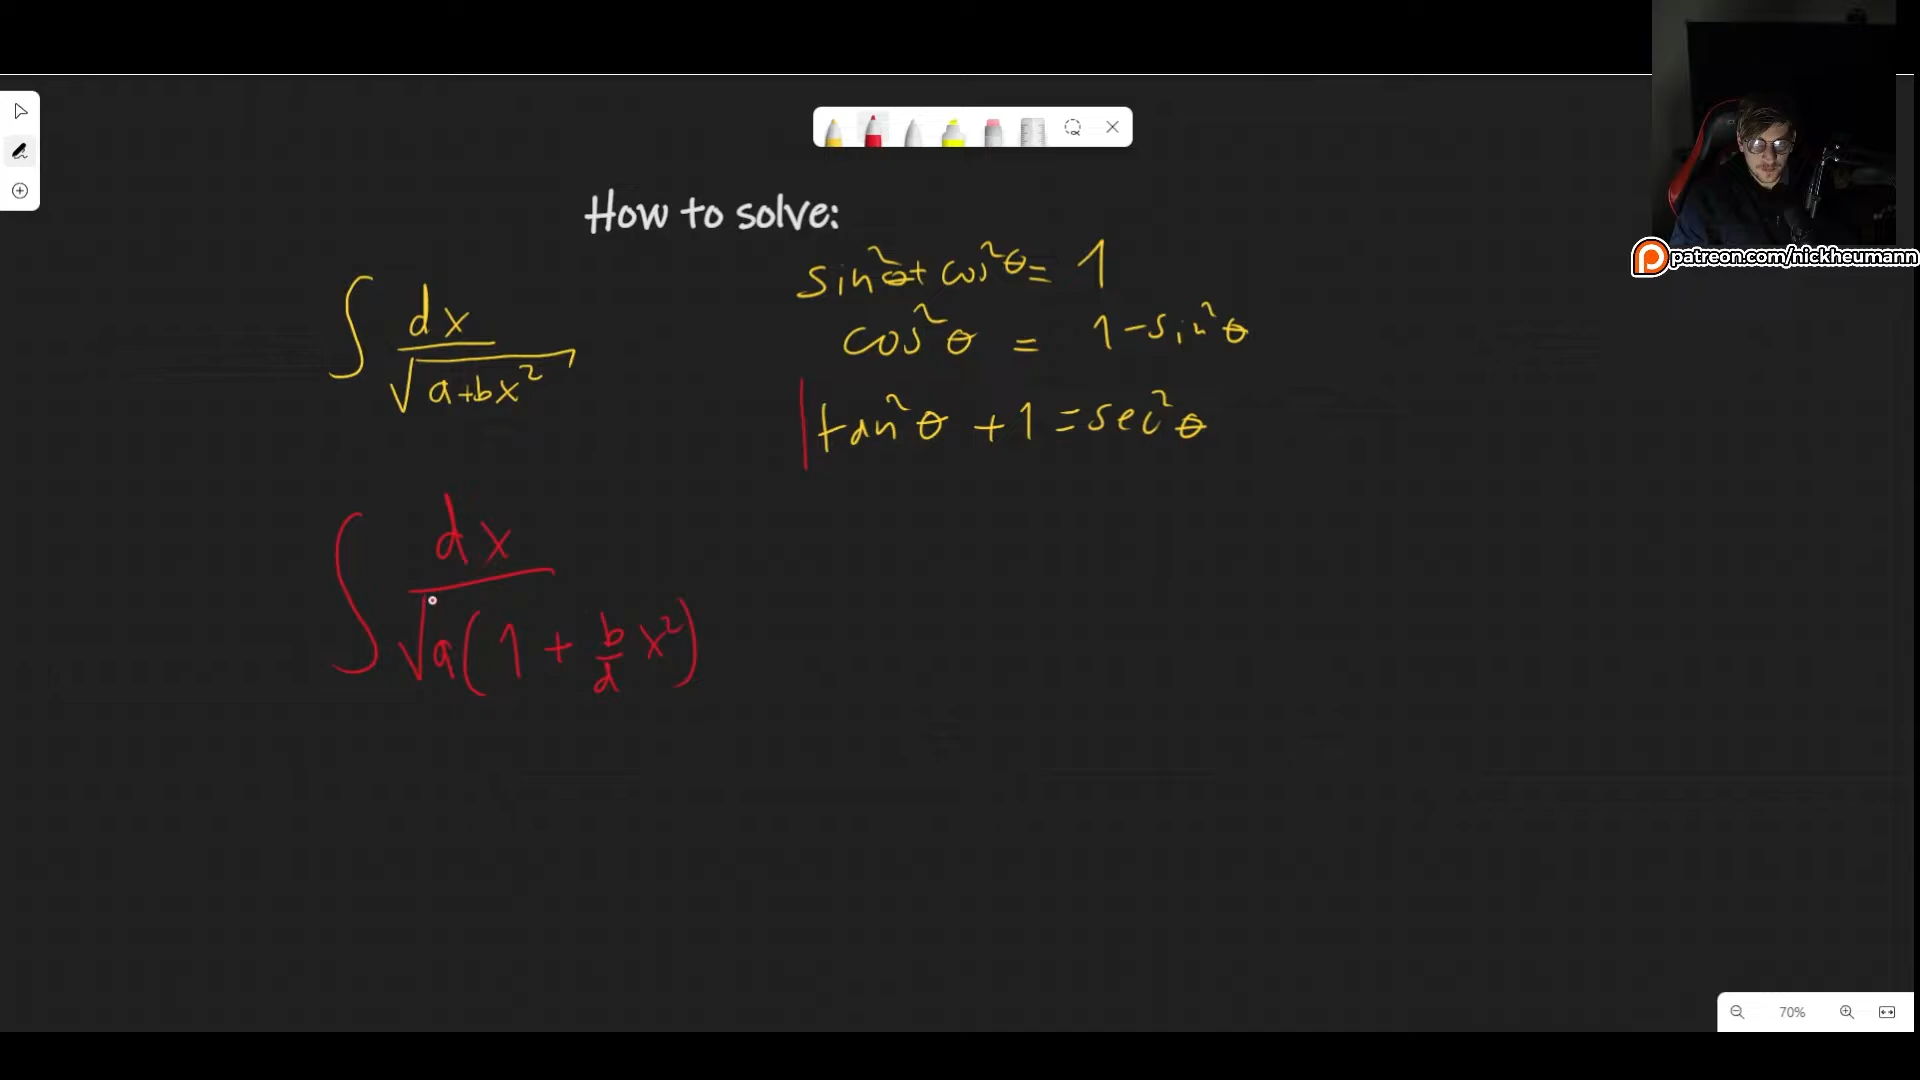 patreon.com/nickheumann
How to solve:
sin²θ + cos²θ = 1
cos²θ = 1 - sin²θ
tan²θ + 1 = sec²θ
∫ dx / √(a+bx²)
∫ dx / √a(1 + b/a x²)
70%